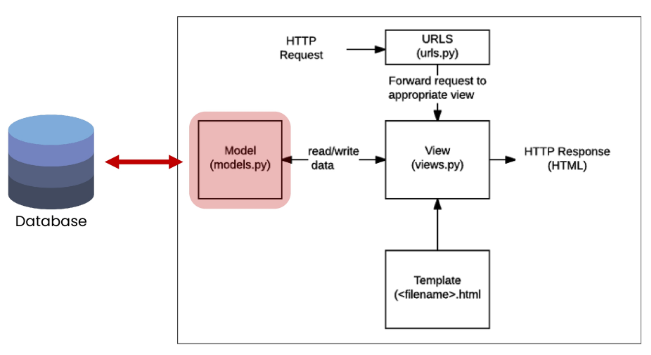 HTTP
Request
URLS
(urls.py)
Forward request to
appropriate view
Model
(models.py)
read/write
data
View
(views.py)
HTTP Response
(HTML)
Database
Template
(<filename>.html